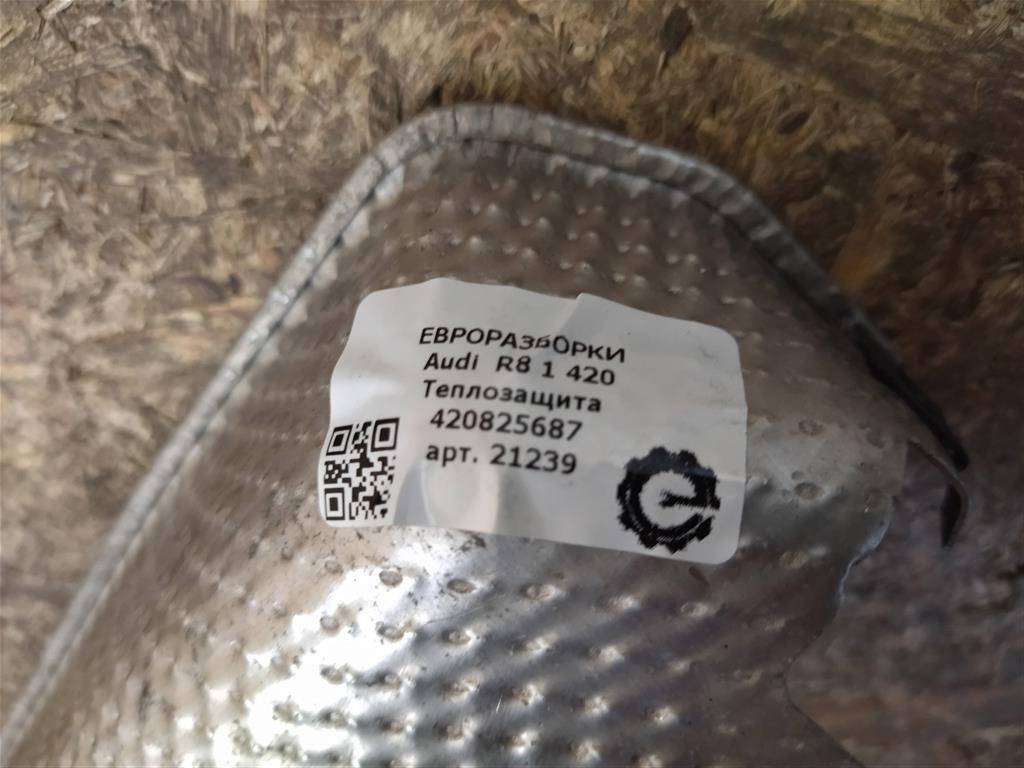 ЕВРОРАЗБОРКИ
Audi R8 1 420
Теплозащита
420825687
арт. 21239